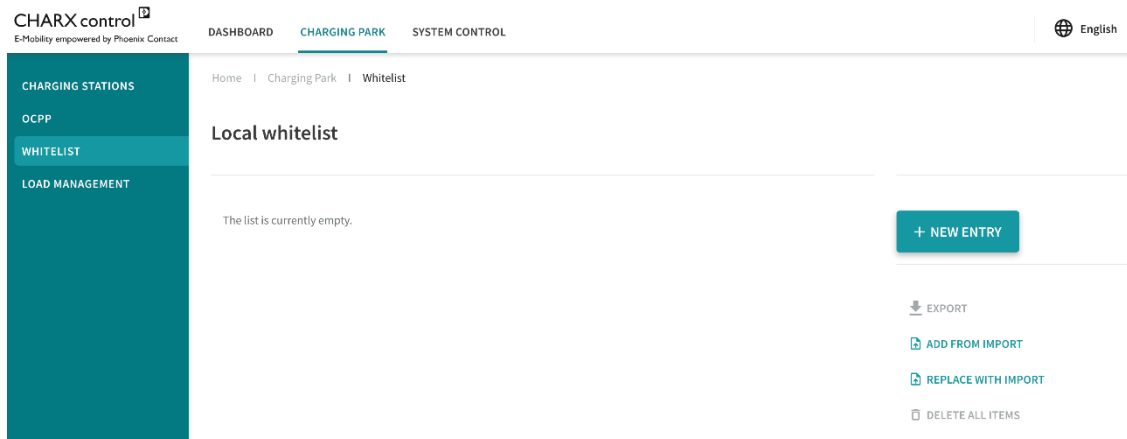 CHARX control
E-Mobility empowered by Phoenix Contact
DASHBOARD CHARGING PARK SYSTEM CONTROL
English
CHARGING STATIONS
OCPP
WHITELIST
LOAD MANAGEMENT
Home | Charging Park | Whitelist
Local whitelist
The list is currently empty.
+ NEW ENTRY
EXPORT
ADD FROM IMPORT
REPLACE WITH IMPORT
DELETE ALL ITEMS